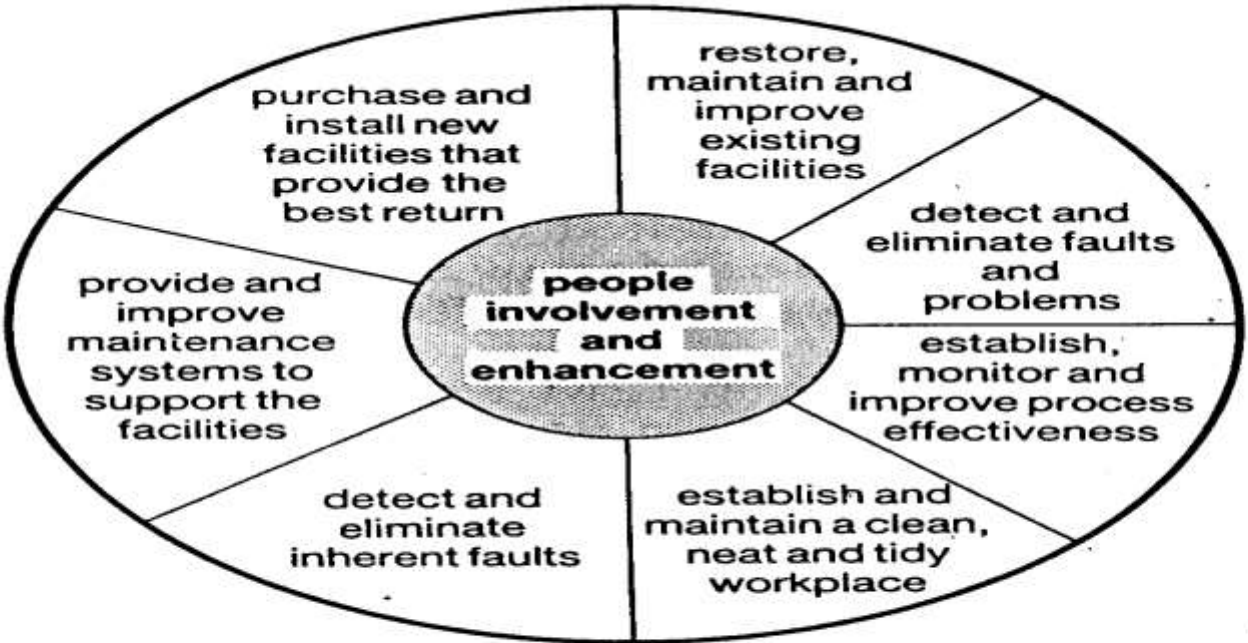 restore,
maintain and
improve
existing
facilities
detect and
eliminate faults
and
problems
establish,
monitor and
improve process
effectiveness
establish and
maintain a clean,
neat and tidy
workplace
detect and
eliminate
inherent faults
provide and
improve
maintenance
systems to
support the
facilities
purchase and
install new
facilities that
provide the
best return
people
involvement
and
enhancement